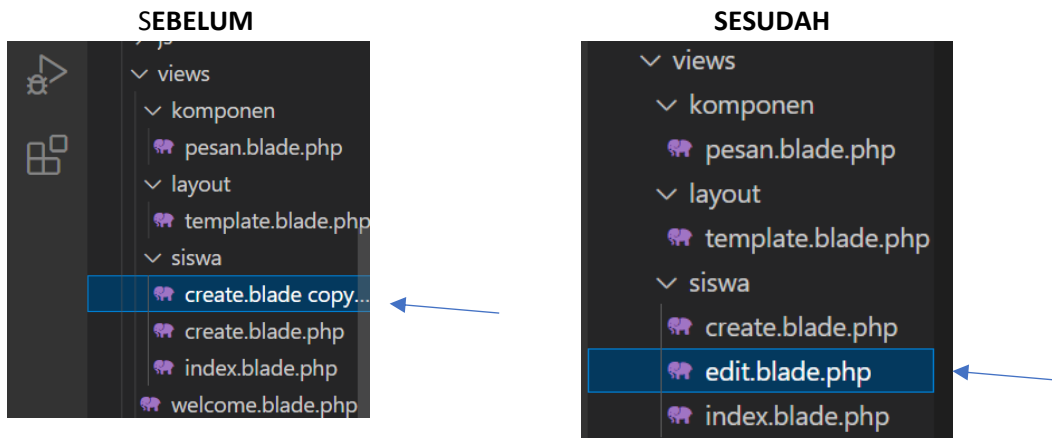 SEBELUM
views
komponen
pesan.blade.php
layout
template.blade.php
siswa
create.blade copy...
create.blade.php
index.blade.php
welcome.blade.php
SESUDAH
views
komponen
pesan.blade.php
layout
template.blade.php
siswa
create.blade.php
edit.blade.php
index.blade.php